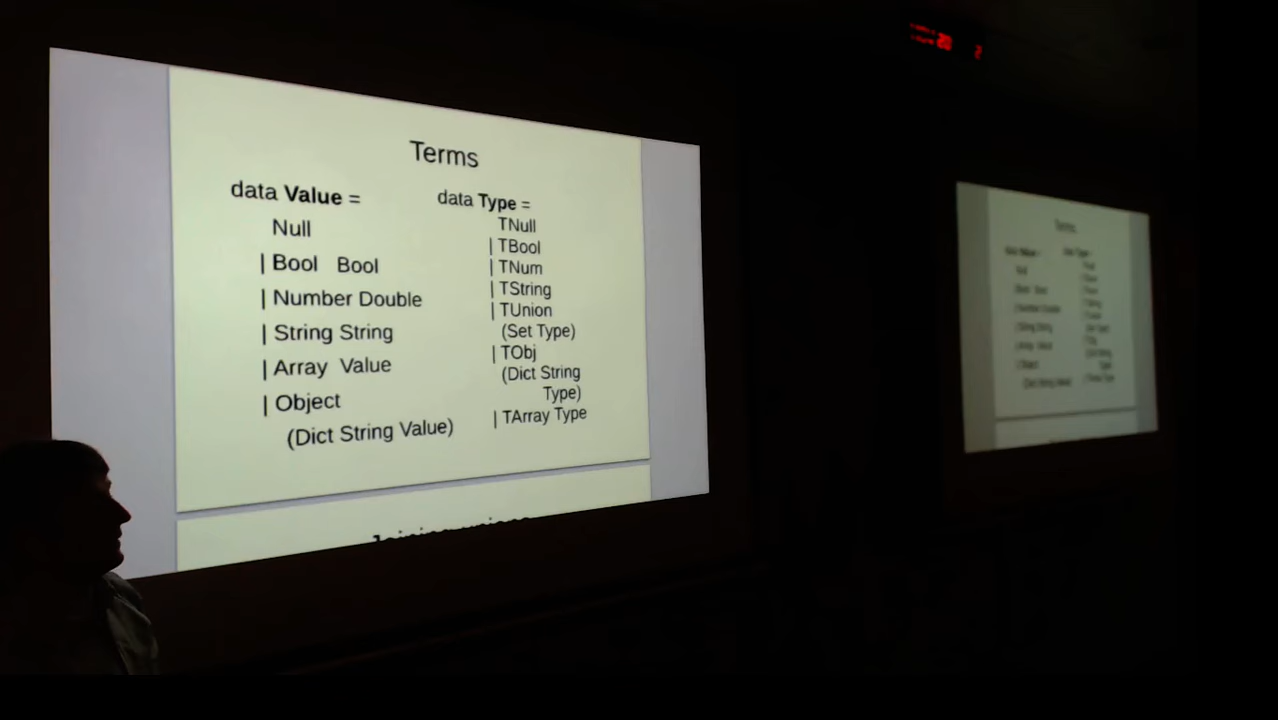 Terms
data Value =
Null
| Bool Bool
| Number Double
| String String
| Array Value
| Object
(Dict String Value)
data Type =
TNull
| TBool
| TNum
| TString
| TUnion
(Set Type)
| TObj
(Dict String
Type)
| TArray Type